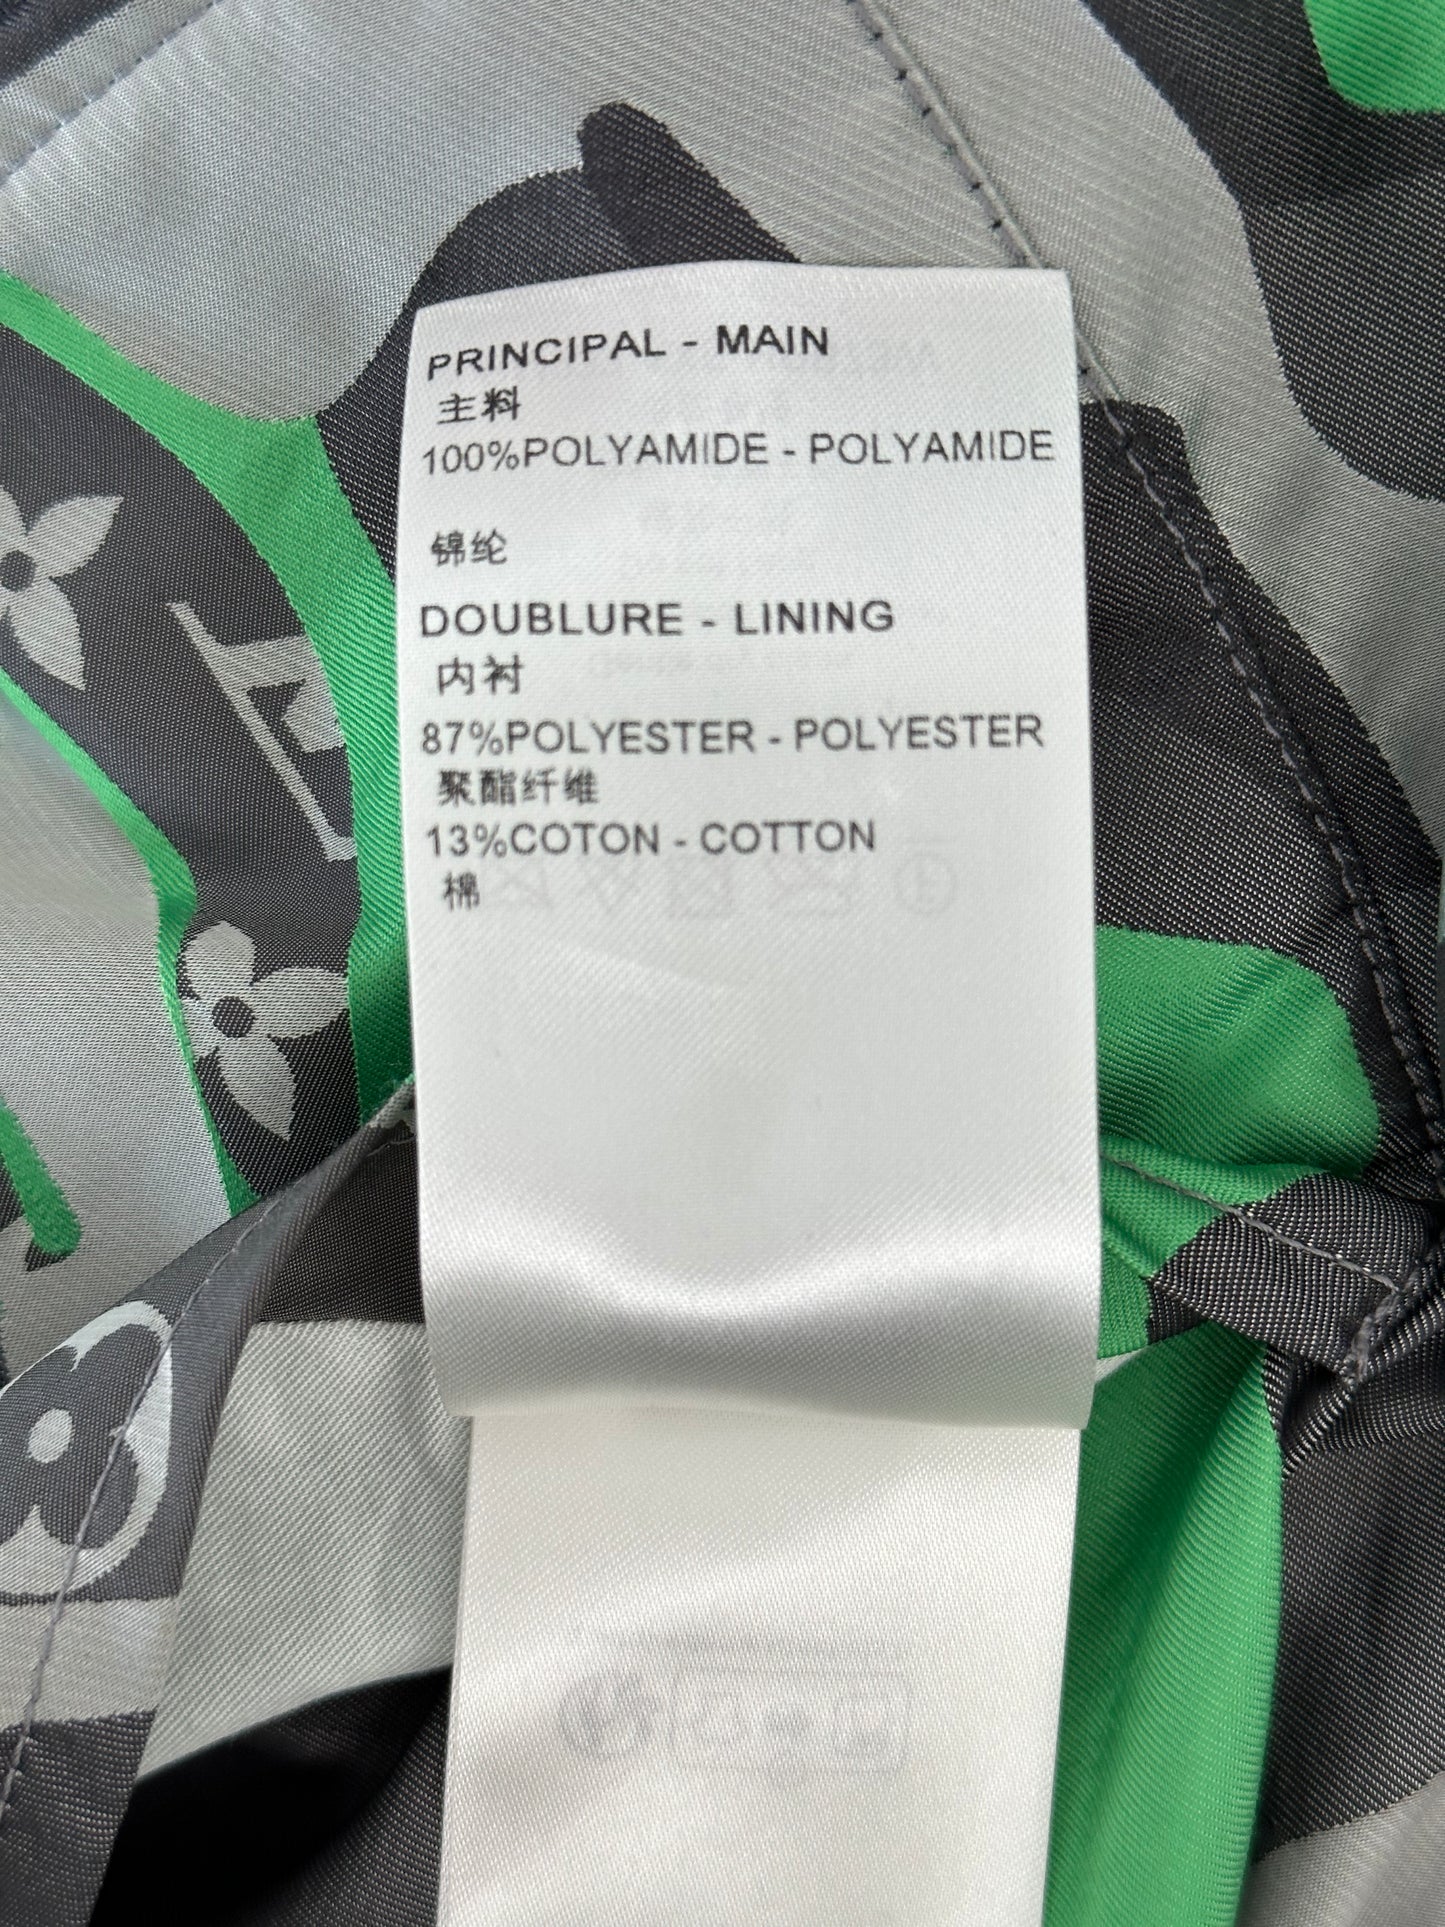 PRINCIPAL - MAIN
主料
100%POLYAMIDE - POLYAMIDE
锦纶
DOUBLURE - LINING
内衬
87%POLYESTER - POLYESTER
聚酯纤维
13%COTON - COTTON
棉